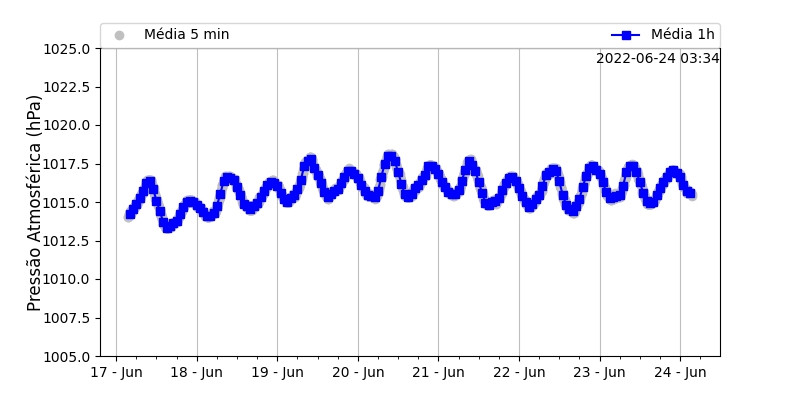 Média 5 min
Média 1h
2022-06-24 03:34
Pressão Atmosférica (hPa)
1025.0
1022.5
1020.0
1017.5
1015.0
1012.5
1010.0
1007.5
1005.0
17 - Jun
18 - Jun
19 - Jun
20 - Jun
21 - Jun
22 - Jun
23 - Jun
24 - Jun